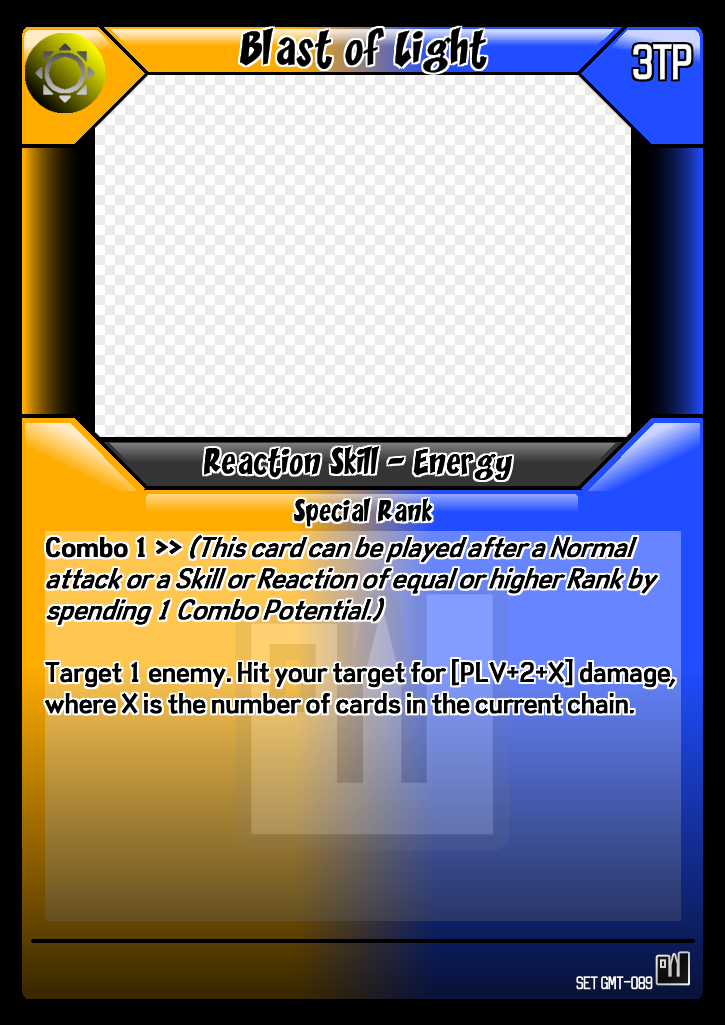 Blast of Light
3TP
Reaction Skill - Energy
Special Rank
Combo 1 >> (This card can be played after a Normal
attack or a Skill or Reaction of equal or higher Rank by
spending 1 Combo Potential.)
Target 1 enemy. Hit your target for [PLV+2+X] damage,
where X is the number of cards in the current chain.
SET GMT-089